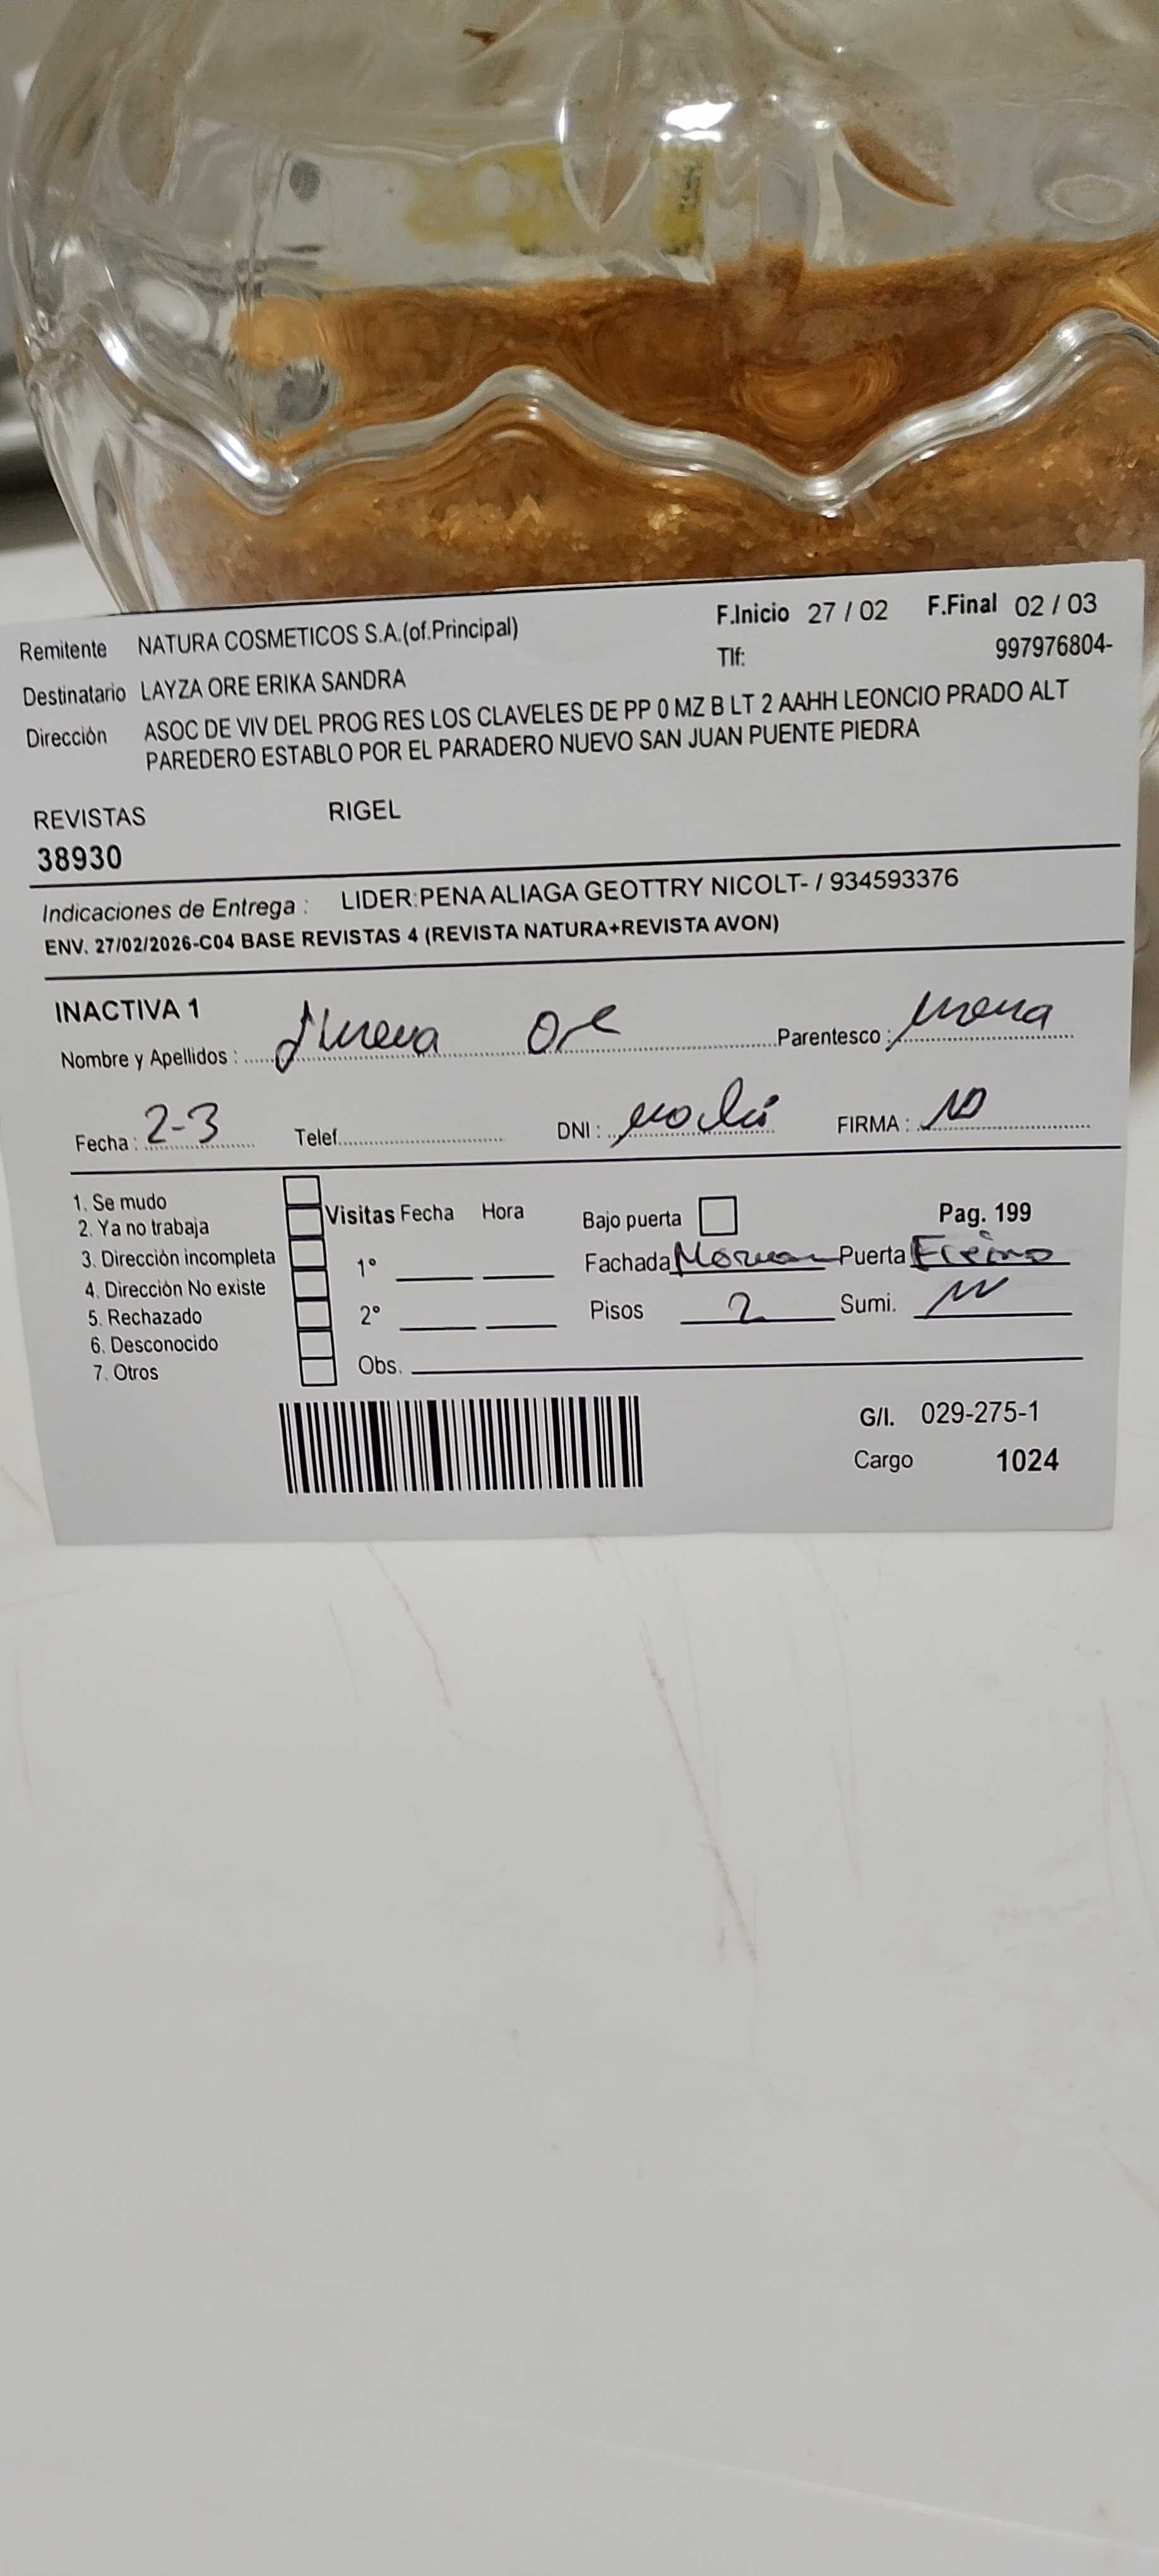 Remitente NATURA COSMETICOS S.A.(of.Principal) F.Inicio 27 / 02 F.Final 02 / 03
Tlf: 997976804-
Destinatario LAYZA ORE ERIKA SANDRA
Dirección ASOC DE VIV DEL PROG RES LOS CLAVELES DE PP 0 MZ B LT 2 AAHH LEONCIO PRADO ALT
PAREDERO ESTABLO POR EL PARADERO NUEVO SAN JUAN PUENTE PIEDRA
REVISTAS RIGEL
38930
Indicaciones de Entrega : LIDER:PENA ALIAGA GEOTTRY NICOLT- / 934593376
ENV. 27/02/2026-C04 BASE REVISTAS 4 (REVISTA NATURA+REVISTA AVON)
INACTIVA 1
Nombre y Apellidos : Ore Parentesco :
Fecha : 2-3 Telef. DNI : FIRMA :
1. Se mudo
2. Ya no trabaja
3. Dirección incompleta
4. Dirección No existe
5. Rechazado
6. Desconocido
7. Otros
Visitas Fecha Hora
1°
2°
Obs.
Bajo puerta Pag. 199
Fachada Puerta
Pisos 2 Sumi.
G/I. 029-275-1
Cargo 1024